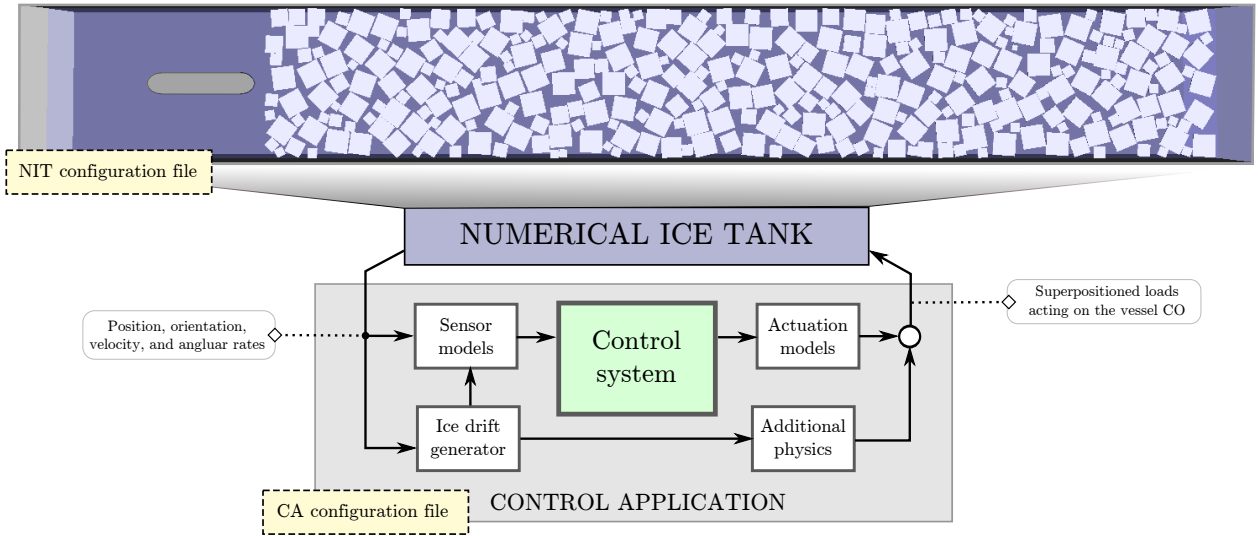 NIT configuration file
NUMERICAL ICE TANK
Position, orientation,
velocity, and angluar rates
Superpositioned loads
acting on the vessel CO
Sensor
models
Control
system
Actuation
models
Ice drift
generator
Additional
physics
CA configuration file
CONTROL APPLICATION